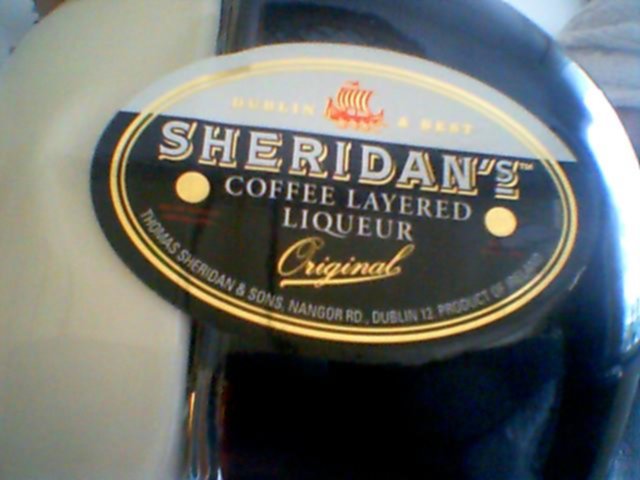 DUBLIN & BEST
SHERIDAN'S™
COFFEE LAYERED
LIQUEUR
Original
THOMAS SHERIDAN & SONS, NANGOR RD., DUBLIN 12. PRODUCT OF IRELAND